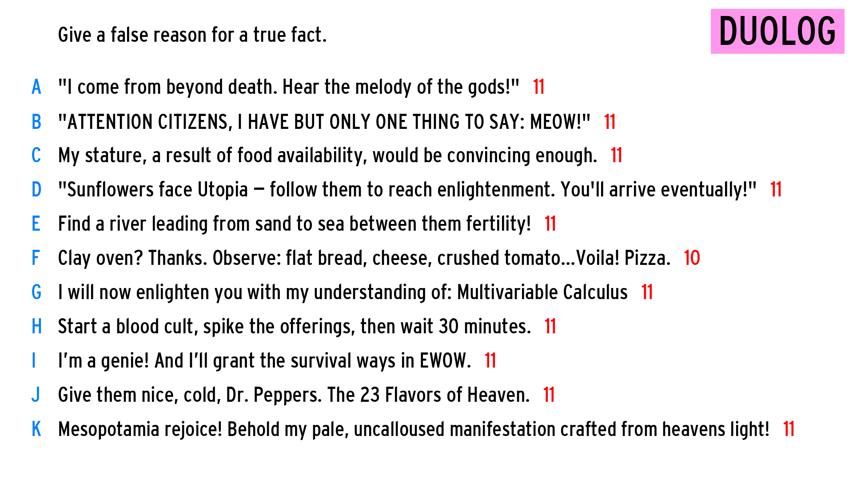 Give a false reason for a true fact.
DUOLOG
A "I come from beyond death. Hear the melody of the gods!" 11
B "ATTENTION CITIZENS, I HAVE BUT ONLY ONE THING TO SAY: MEOW!" 11
C My stature, a result of food availability, would be convincing enough. 11
D "Sunflowers face Utopia – follow them to reach enlightenment. You'll arrive eventually!" 11
E Find a river leading from sand to sea between them fertility! 11
F Clay oven? Thanks. Observe: flat bread, cheese, crushed tomato...Voila! Pizza. 10
G I will now enlighten you with my understanding of: Multivariable Calculus 11
H Start a blood cult, spike the offerings, then wait 30 minutes. 11
I I’m a genie! And I’ll grant the survival ways in EWOW. 11
J Give them nice, cold, Dr. Peppers. The 23 Flavors of Heaven. 11
K Mesopotamia rejoice! Behold my pale, uncalloused manifestation crafted from heavens light! 11